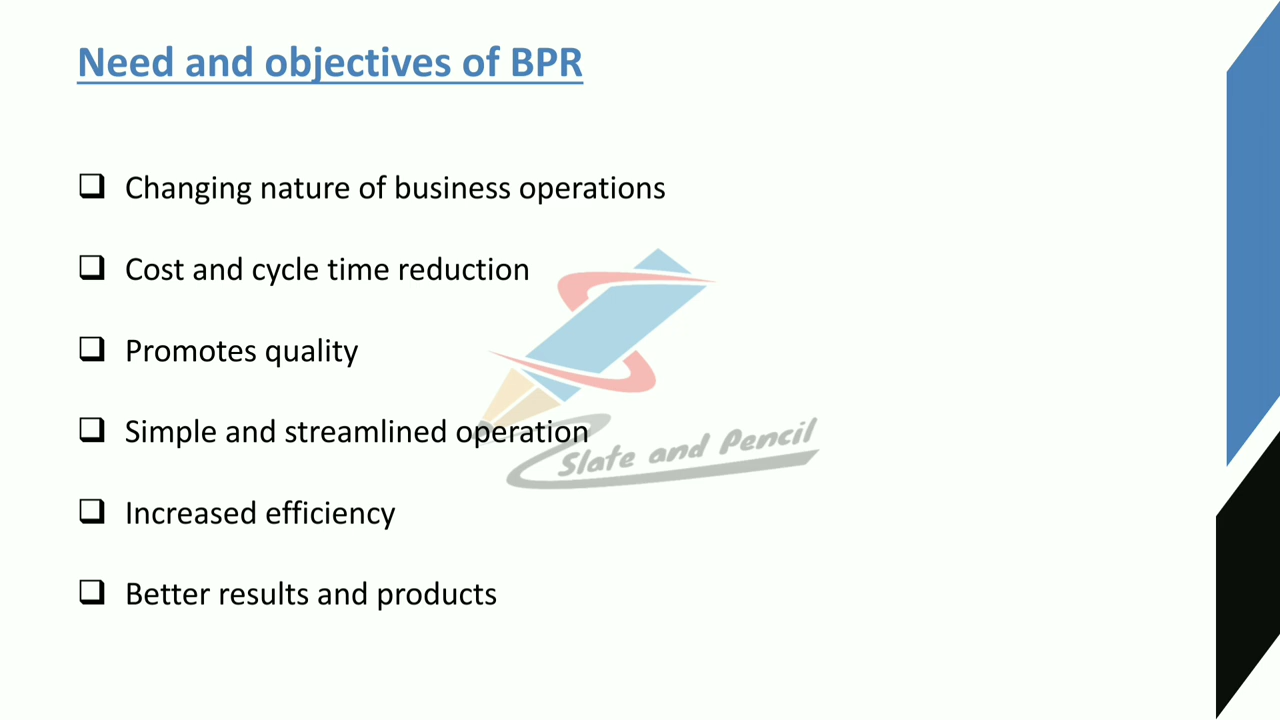 Need and objectives of BPR
Changing nature of business operations
Cost and cycle time reduction
Promotes quality
Simple and streamlined operation
Slate and Pencil
Increased efficiency
Better results and products